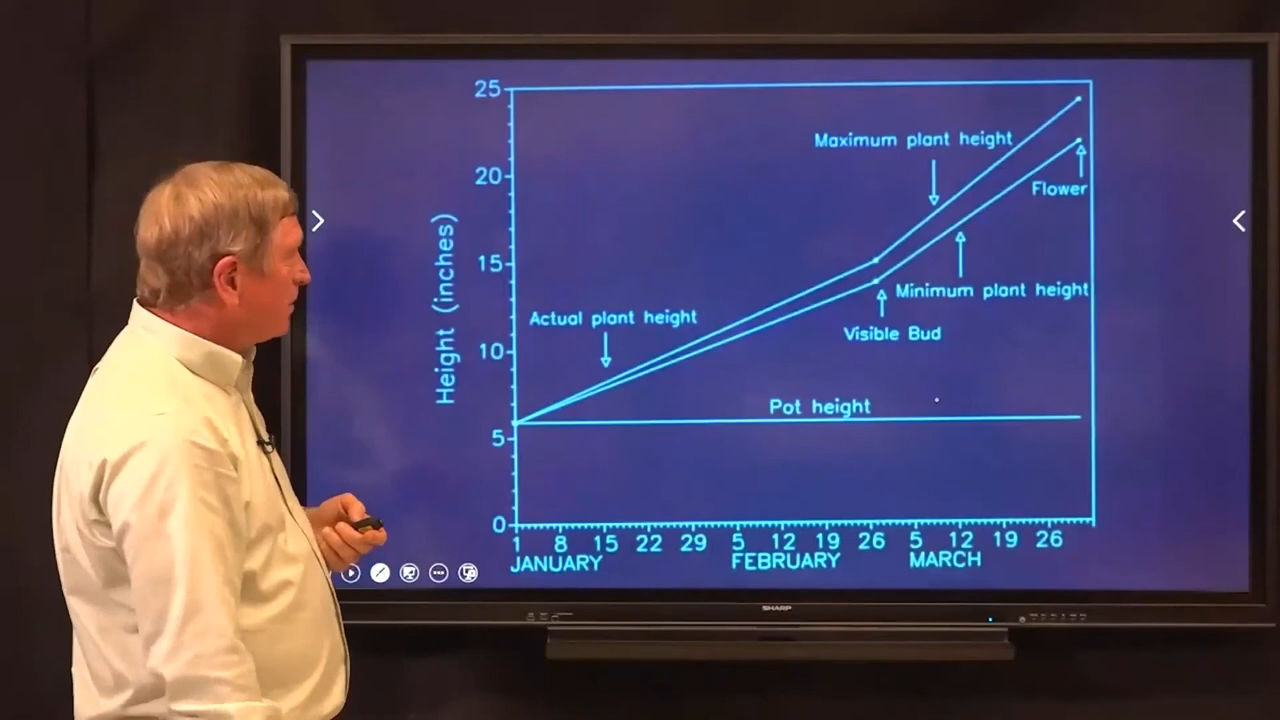 25
20
15
10
5
0
Height (inches)
Maximum plant height
Flower
Minimum plant height
Visible Bud
Actual plant height
Pot height
1 8 15 22 29 5 12 19 26 5 12 19 26
JANUARY FEBRUARY MARCH
SHARP